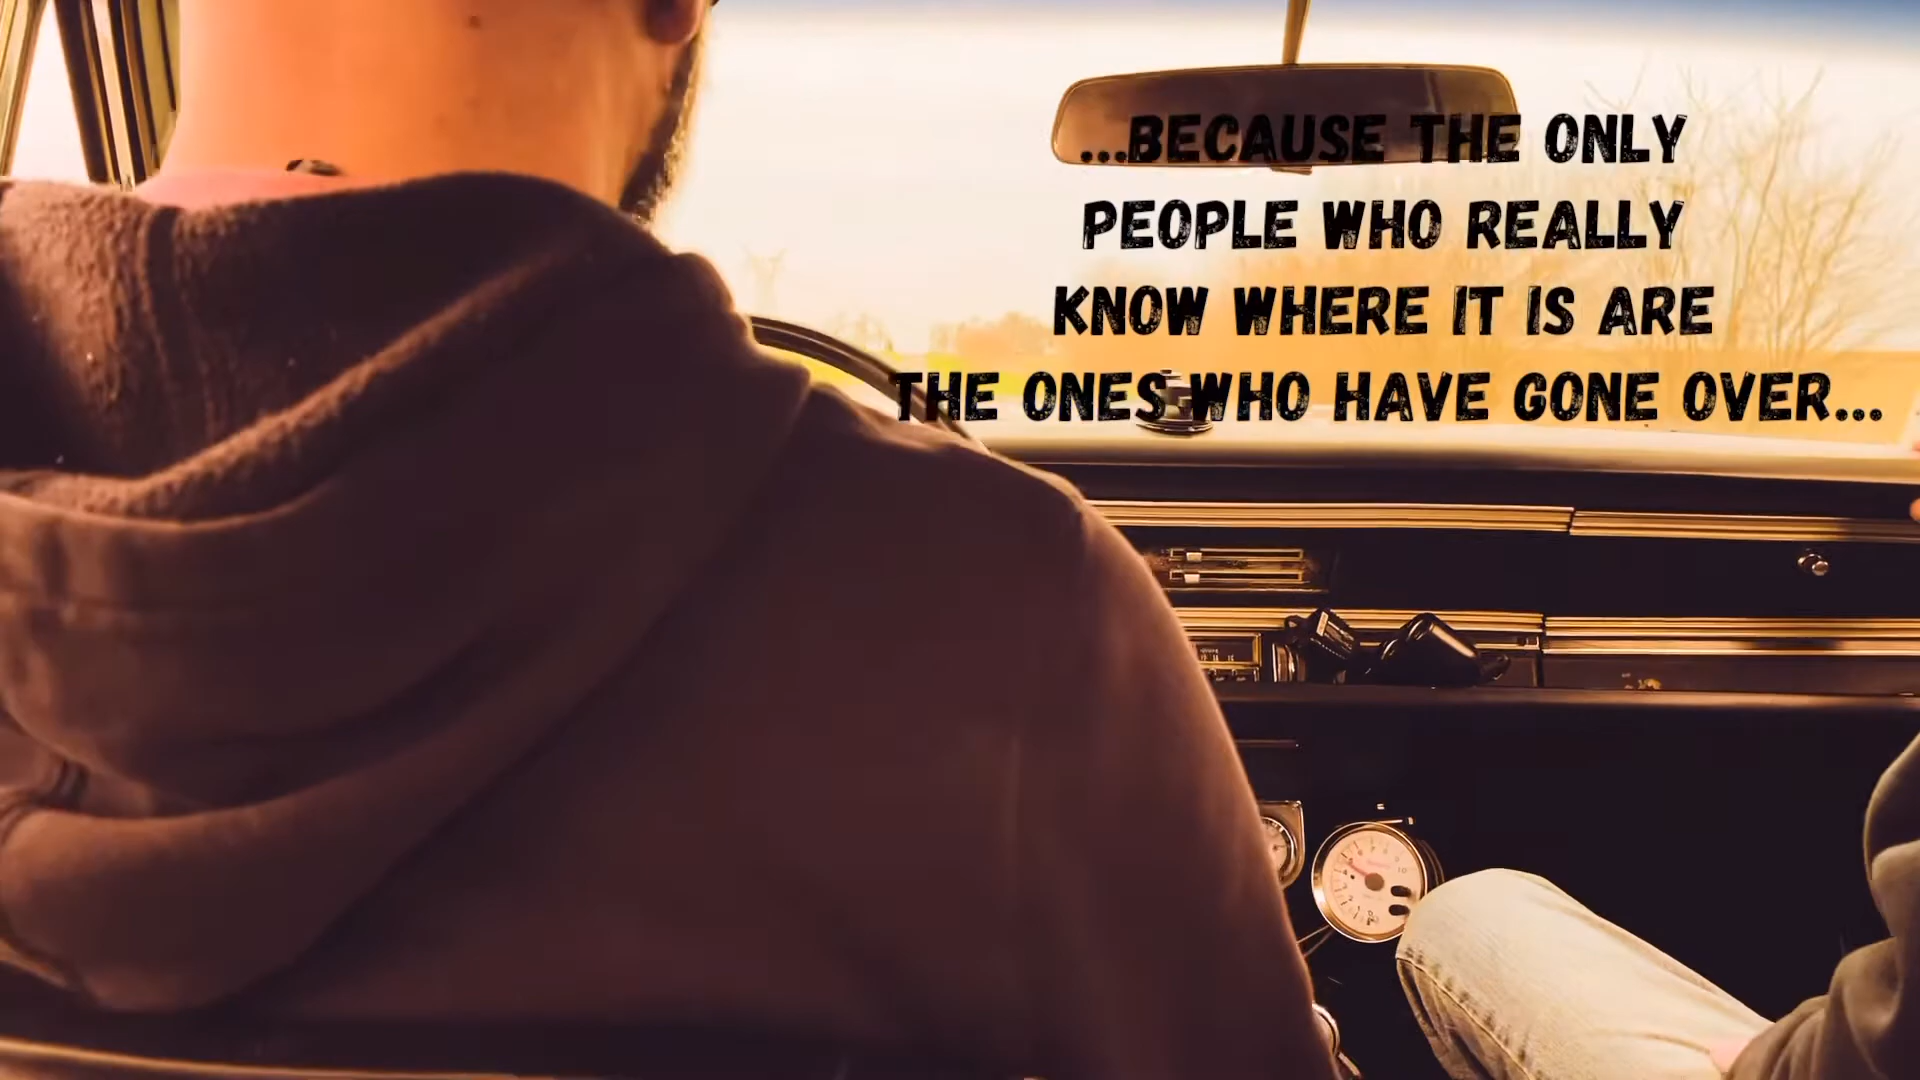 ...BECAUSE THE ONLY
PEOPLE WHO REALLY
KNOW WHERE IT IS ARE
THE ONES WHO HAVE GONE OVER...